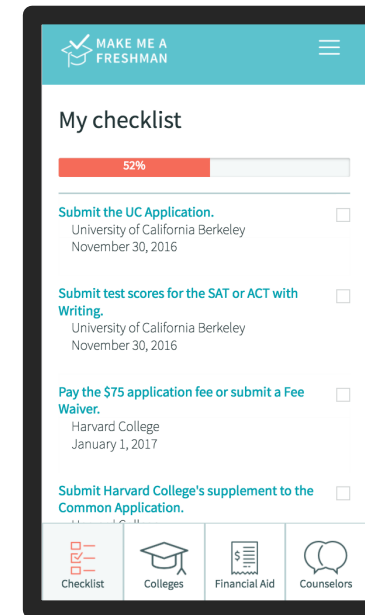 MAKE ME A
FRESHMAN
My checklist
52%
Submit the UC Application.
University of California Berkeley
November 30, 2016
Submit test scores for the SAT or ACT with
Writing.
University of California Berkeley
November 30, 2016
Pay the $75 application fee or submit a Fee
Waiver.
Harvard College
January 1, 2017
Submit Harvard College's supplement to the
Common Application.
Checklist
Colleges
$
Financial Aid
Counselors